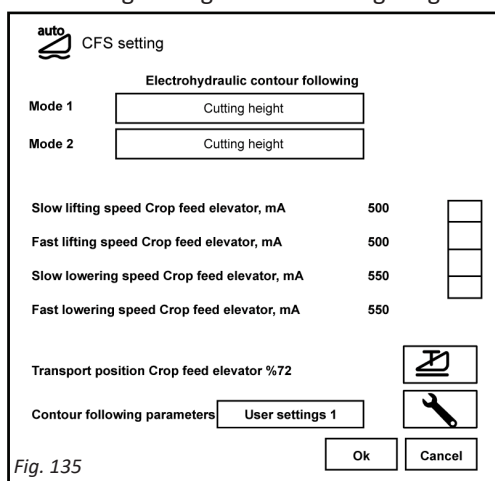 auto
CFS setting
Electrohydraulic contour following
Mode 1 Cutting height
Mode 2 Cutting height
Slow lifting speed Crop feed elevator, mA 500
Fast lifting speed Crop feed elevator, mA 500
Slow lowering speed Crop feed elevator, mA 550
Fast lowering speed Crop feed elevator, mA 550
Transport position Crop feed elevator %72
Contour following parameters User settings 1
Ok Cancel
Fig. 135